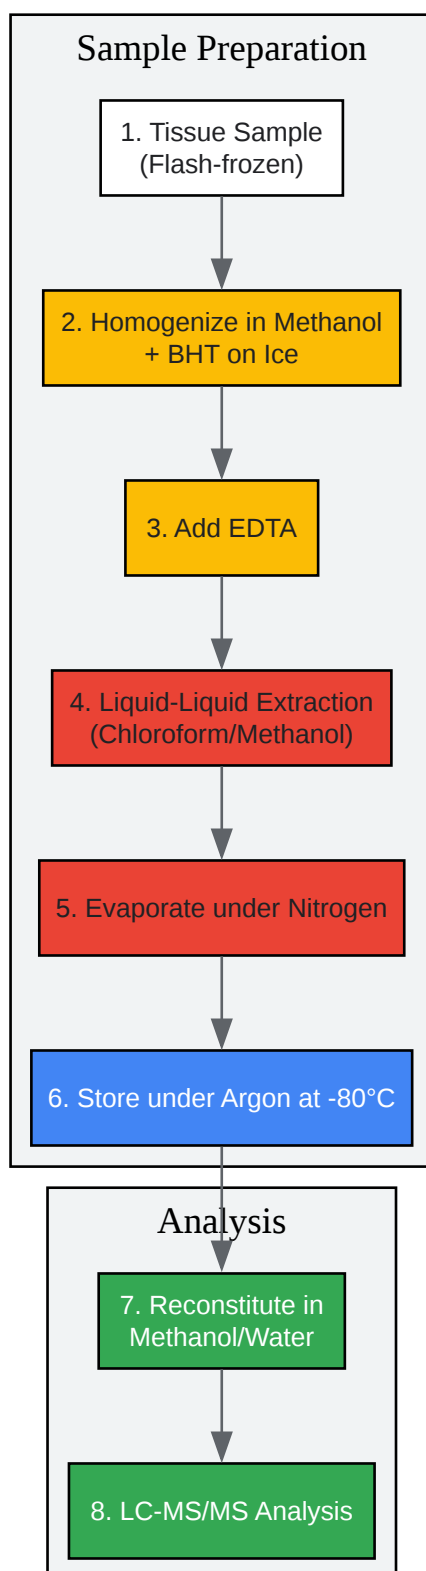 Sample Preparation
1. Tissue Sample
(Flash-frozen)
2. Homogenize in Methanol
+ BHT on Ice
3. Add EDTA
4. Liquid-Liquid Extraction
(Chloroform/Methanol)
5. Evaporate under Nitrogen
6. Store under Argon at -80°C
Analysis
7. Reconstitute in
Methanol/Water
8. LC-MS/MS Analysis